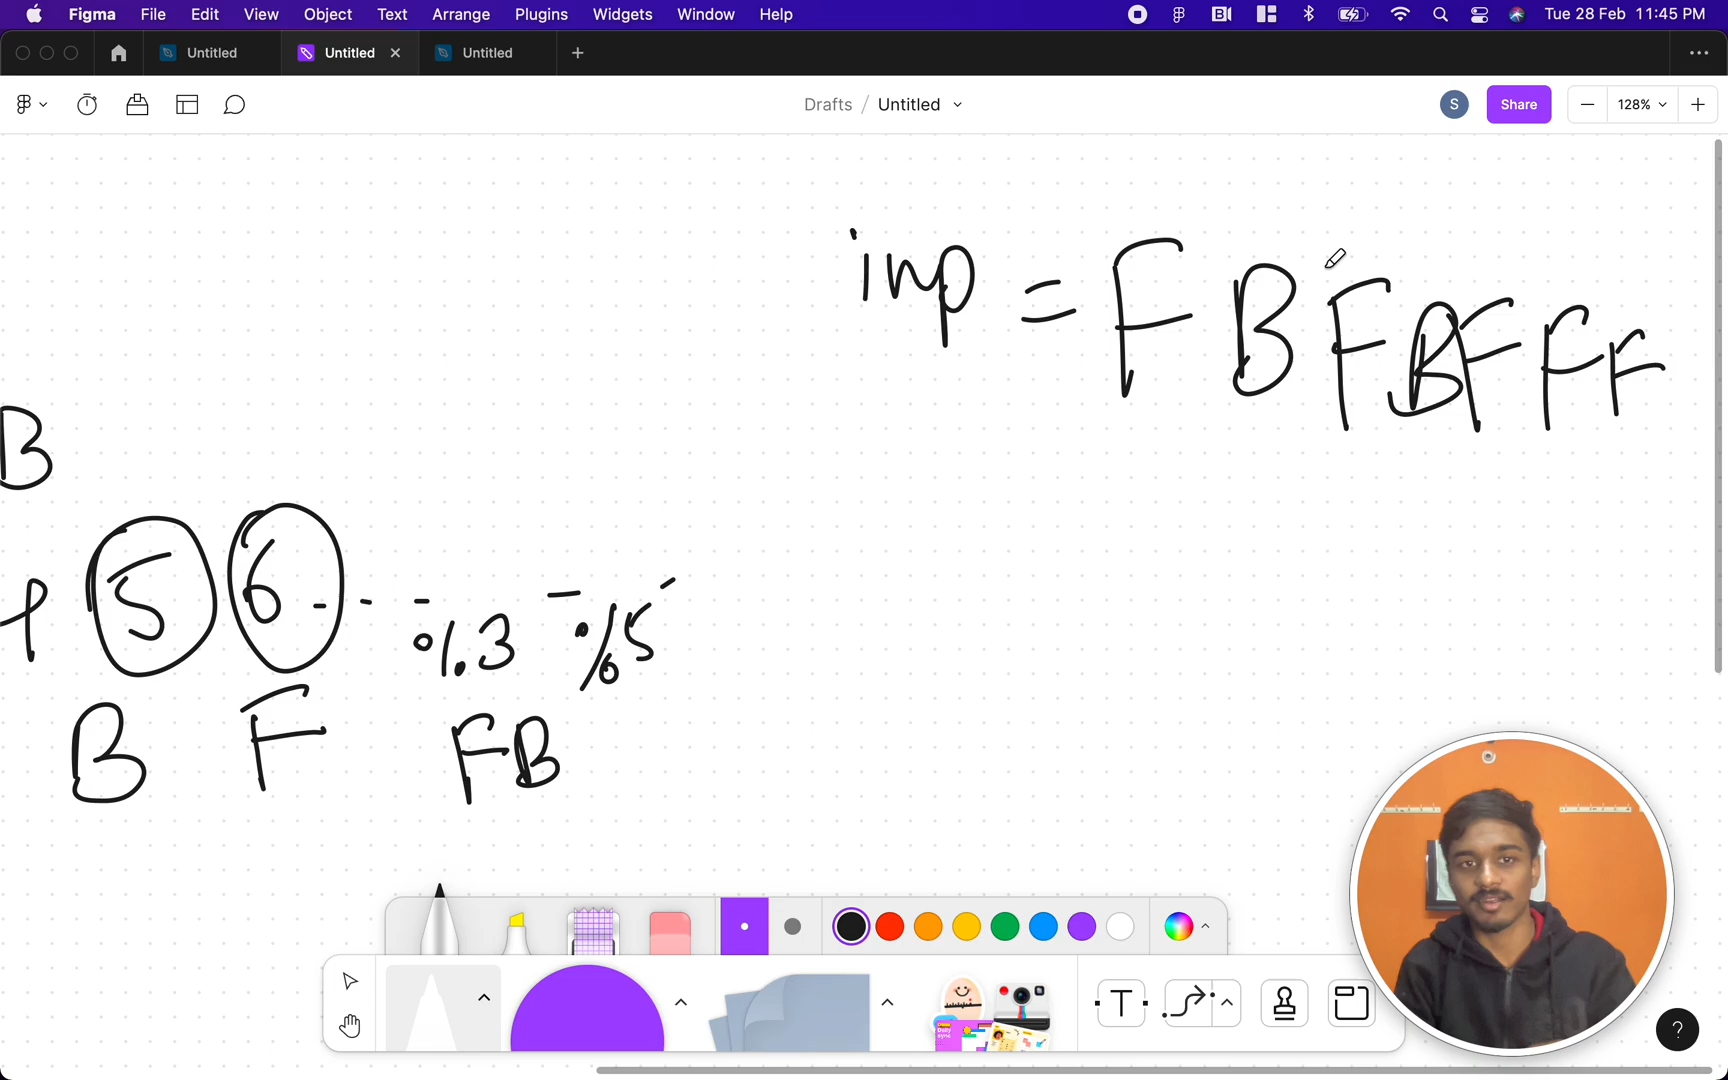 Figma File Edit View Object Text Arrange Plugins Widgets Window Help Tue 28 Feb 11:45 PM
Untitled Untitled Untitled
Drafts / Untitled S Share 128%
inp = F B F B F F F
B
4 5 6 - - - %3 - %5
B F FB
T
?